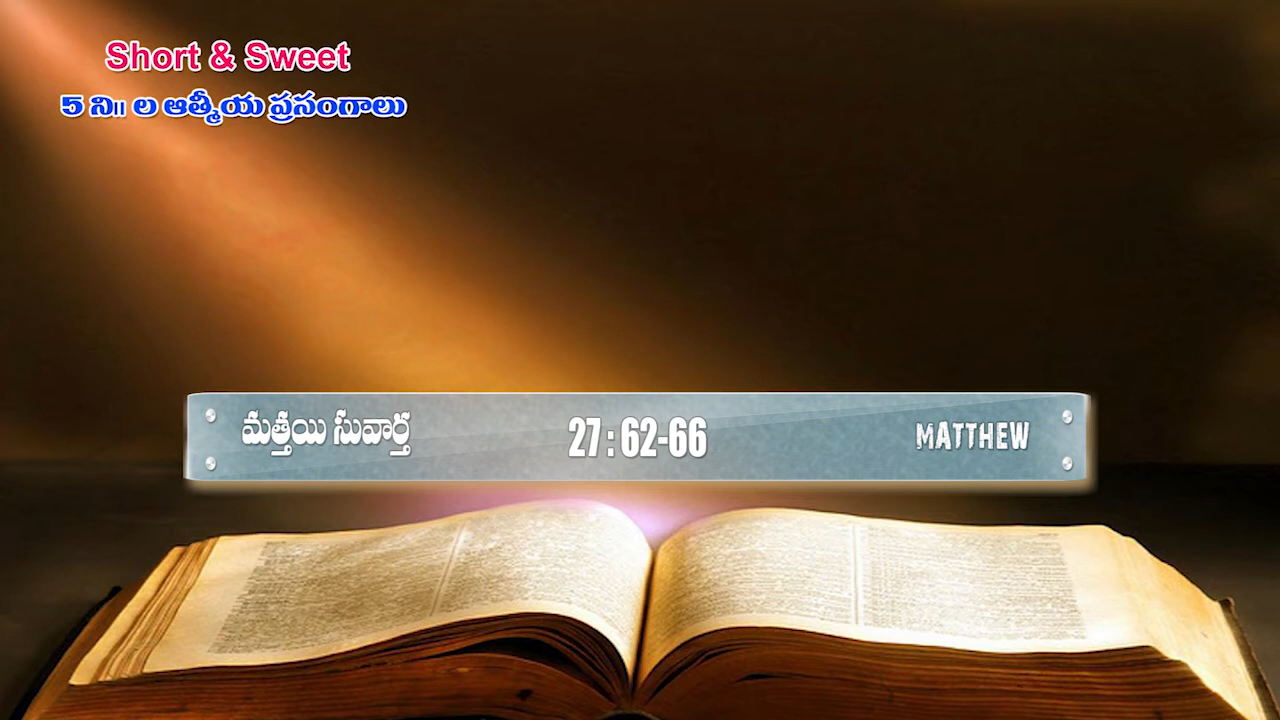 Short & Sweet
5 ని॥ ల ఆత్మీయ ప్రసంగాలు
మత్తయి సువార్త 27 : 62-66 MATTHEW